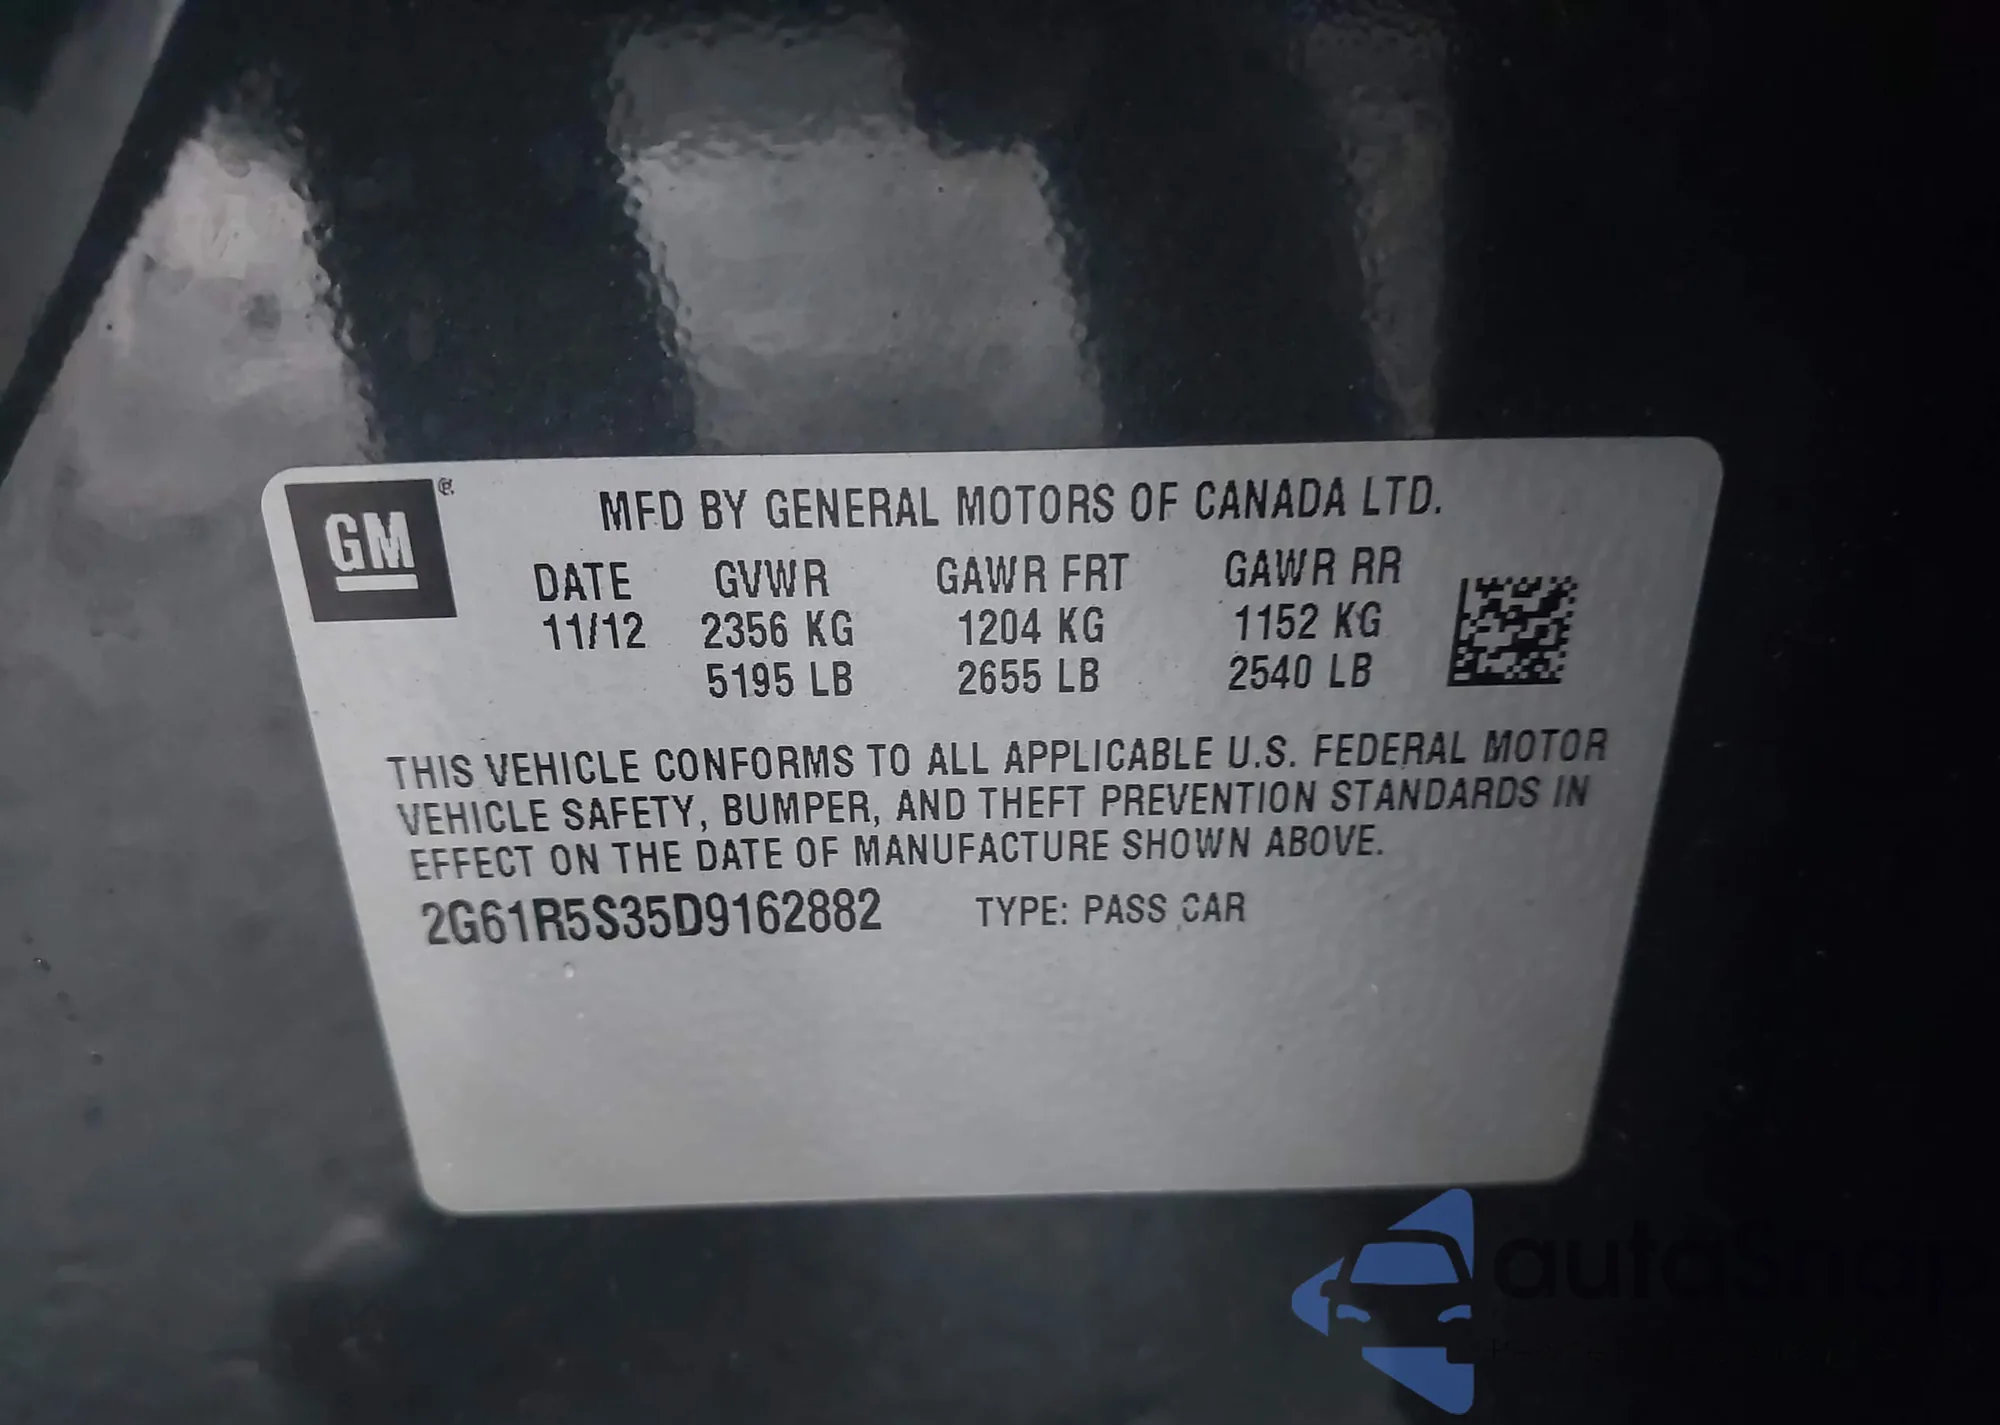 GM ®
MFD BY GENERAL MOTORS OF CANADA LTD.
DATE GVWR GAWR FRT GAWR RR
11/12 2356 KG 1204 KG 1152 KG
5195 LB 2655 LB 2540 LB
THIS VEHICLE CONFORMS TO ALL APPLICABLE U.S. FEDERAL MOTOR
VEHICLE SAFETY, BUMPER, AND THEFT PREVENTION STANDARDS IN
EFFECT ON THE DATE OF MANUFACTURE SHOWN ABOVE.
2G61R5S35D9162882 TYPE: PASS CAR
autosnap